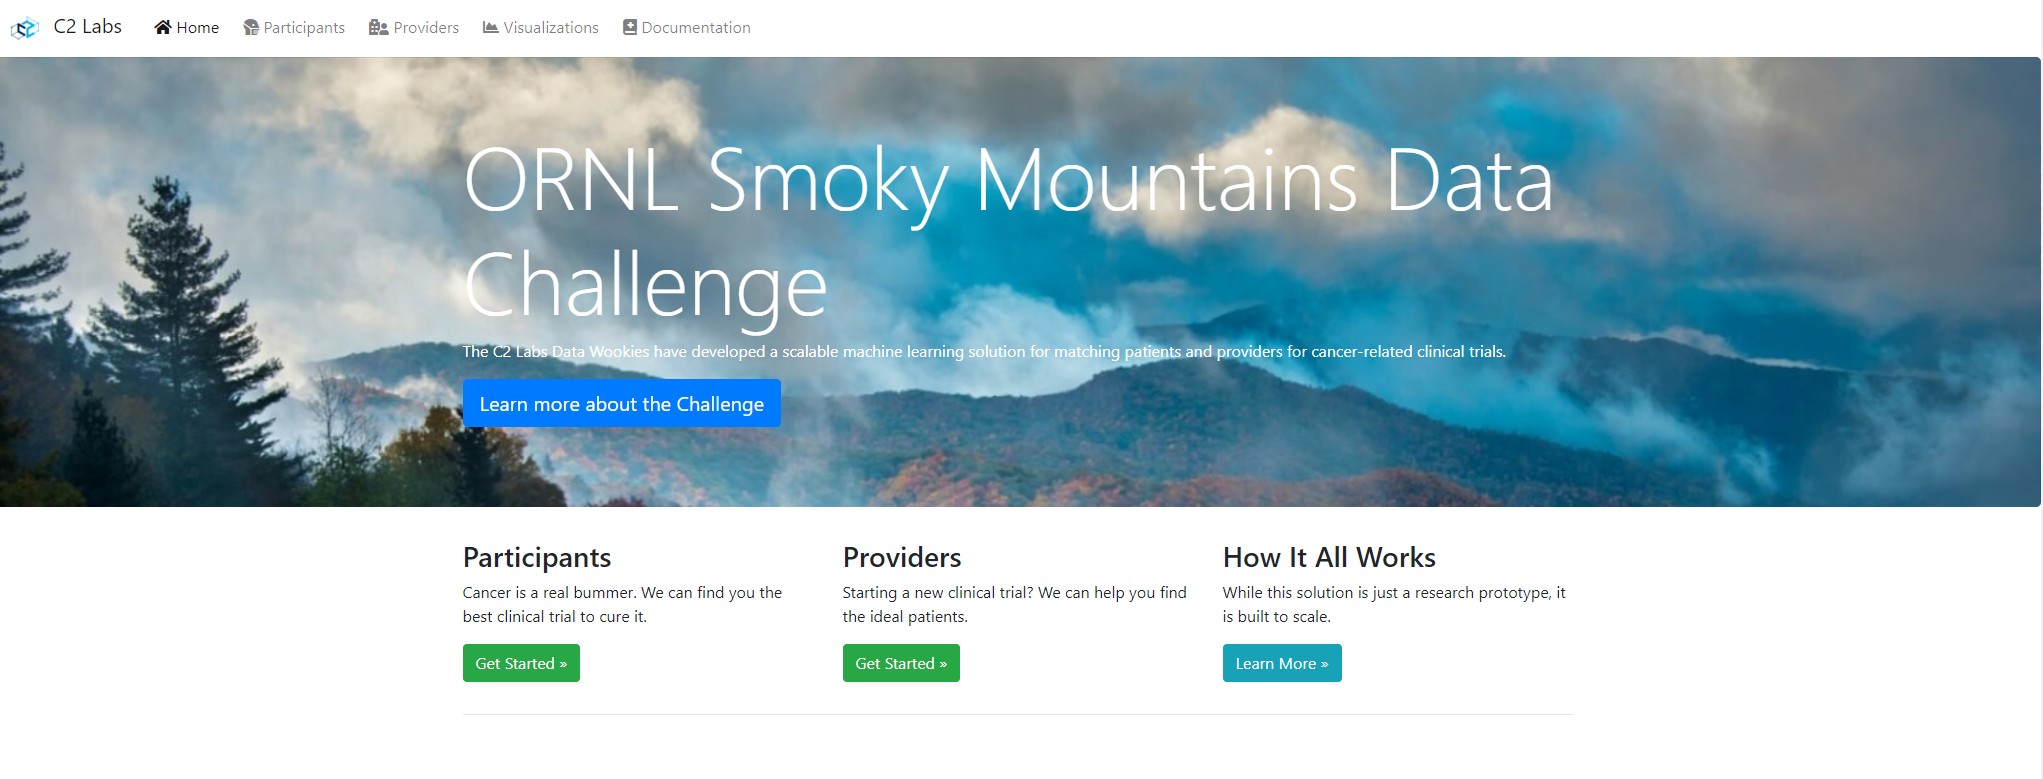 C2 Labs Home Participants Providers Visualizations Documentation
ORNL Smoky Mountains Data
Challenge
The C2 Labs Data Wookies have developed a scalable machine learning solution for matching patients and providers for cancer-related clinical trials.
Learn more about the Challenge
Participants
Cancer is a real bummer. We can find you the
best clinical trial to cure it.
Get Started »
Providers
Starting a new clinical trial? We can help you find
the ideal patients.
Get Started »
How It All Works
While this solution is just a research prototype, it
is built to scale.
Learn More »